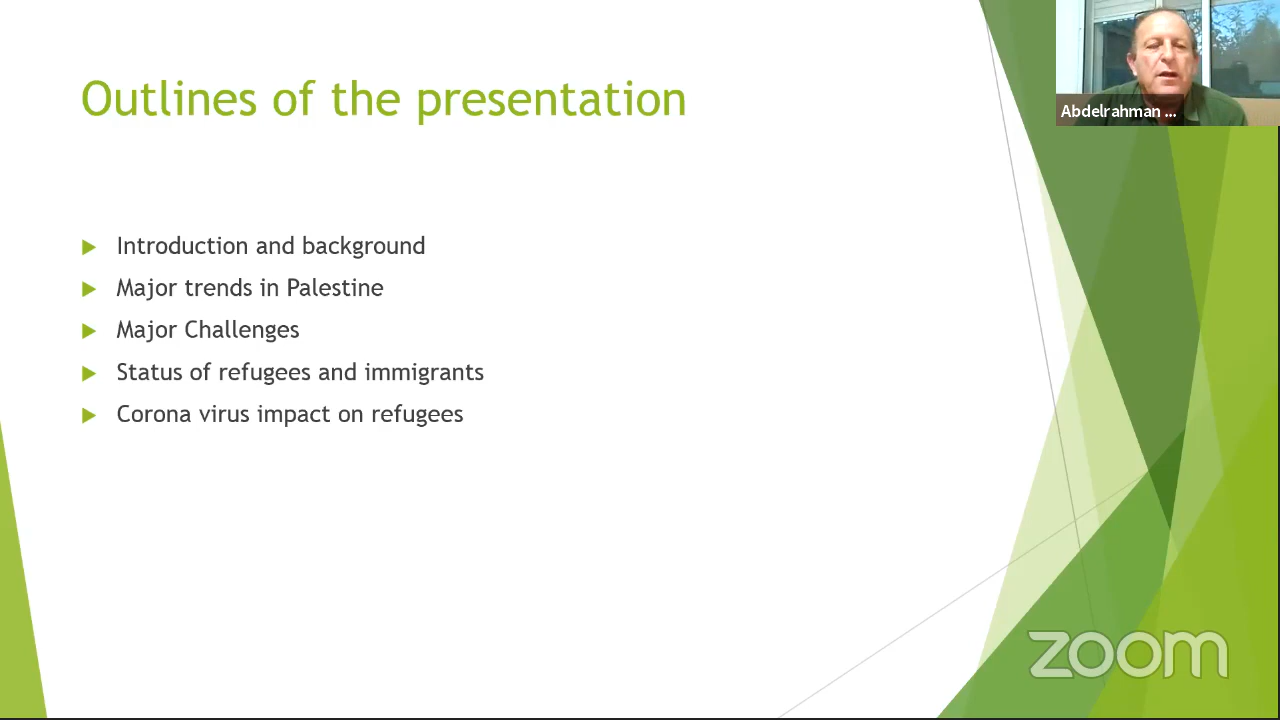 Outlines of the presentation
Introduction and background
Major trends in Palestine
Major Challenges
Status of refugees and immigrants
Corona virus impact on refugees
Abdelrahman ...
zoom